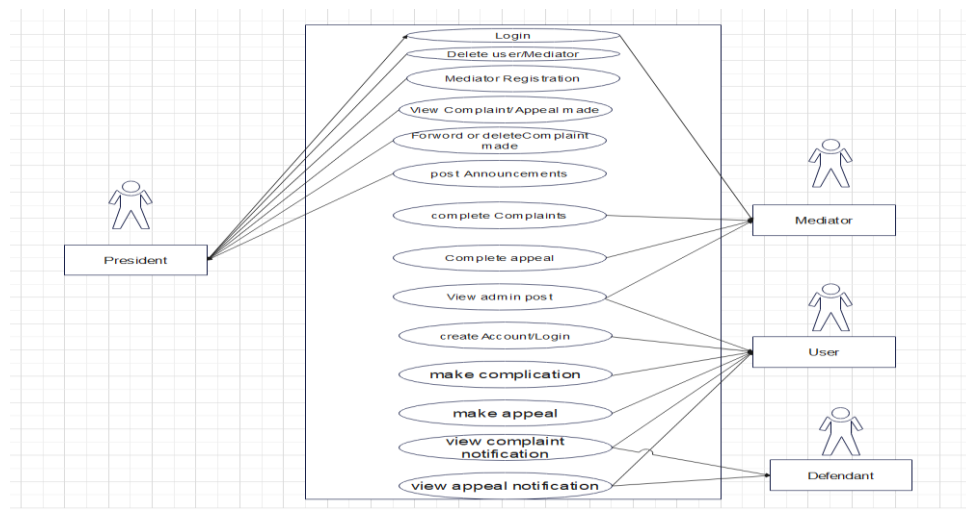 Login
Delete user/Mediator
Mediator Registration
View Complaint/Appeal made
Forword or deleteComplaint
made
post Announcements
complete Complaints
Complete appeal
View admin post
create Account/Login
make complication
make appeal
view complaint
notification
view appeal notification
President
Mediator
User
Defendant